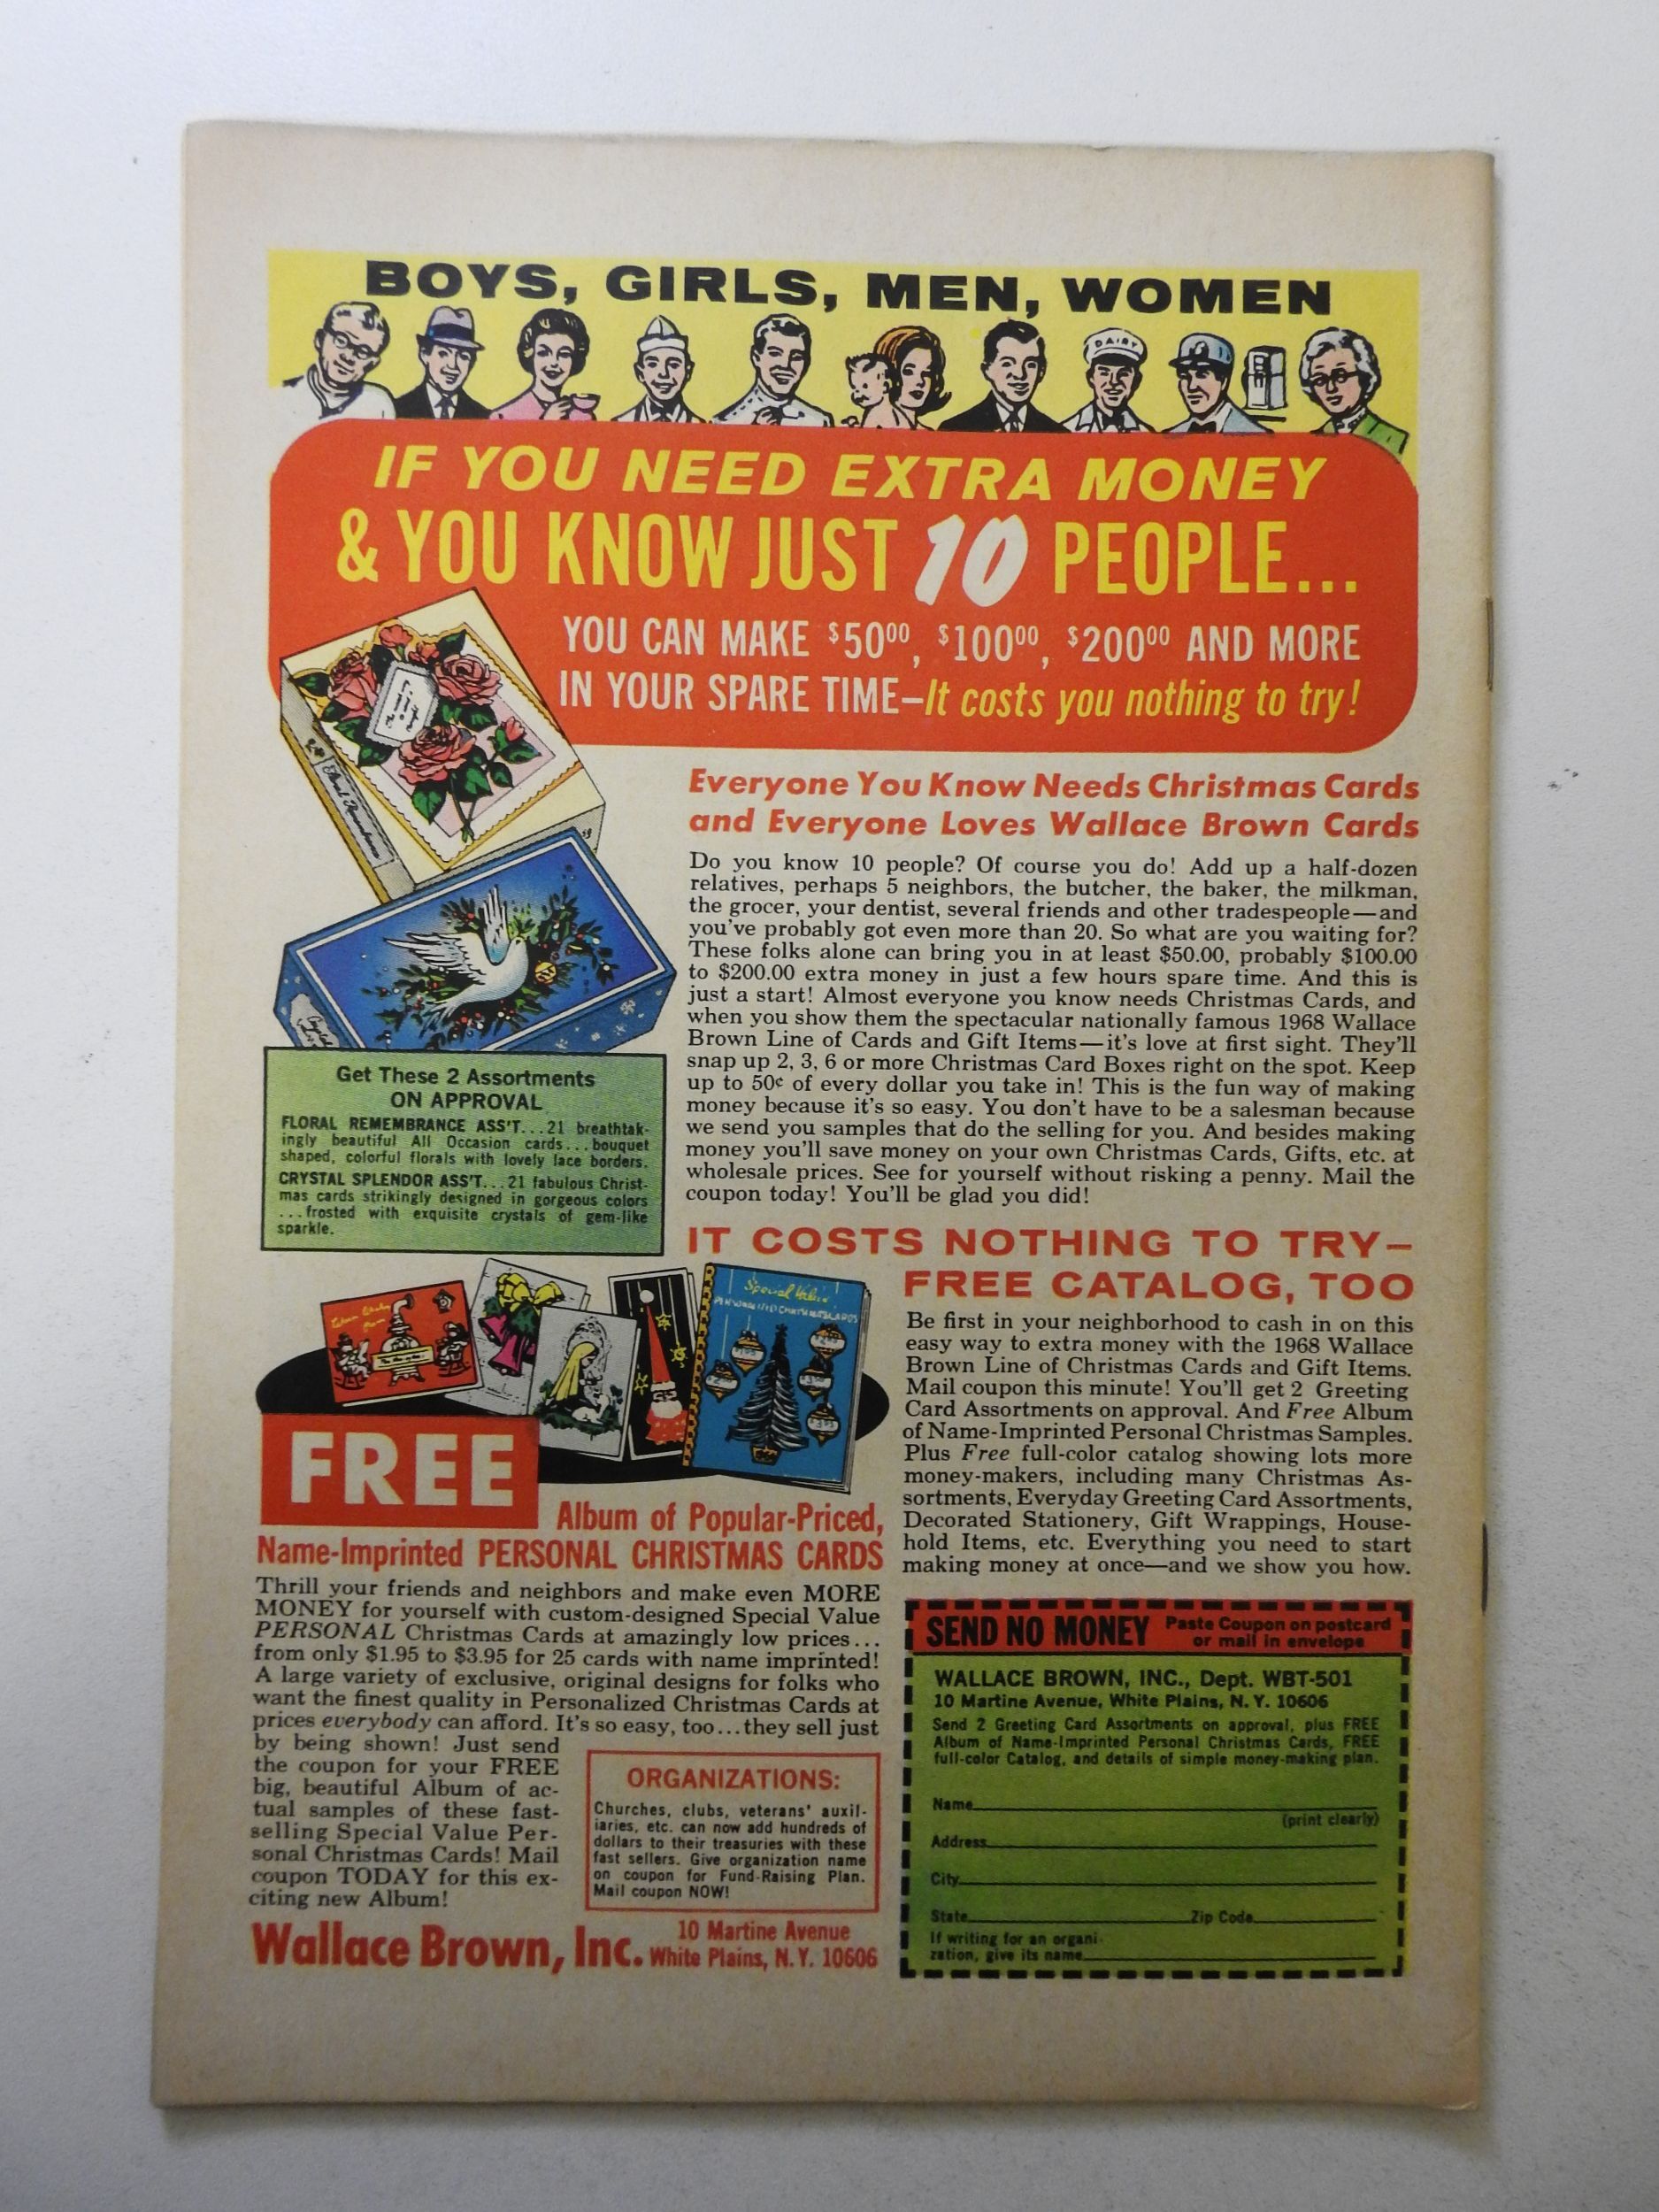 BOYS, GIRLS, MEN, WOMEN
DAIRY
IF YOU NEED EXTRA MONEY
& YOU KNOW JUST 10 PEOPLE...
YOU CAN MAKE $50⁰⁰, $100⁰⁰, $200⁰⁰ AND MORE
IN YOUR SPARE TIME—It costs you nothing to try!
Everyone You Know Needs Christmas Cards
and Everyone Loves Wallace Brown Cards
Do you know 10 people? Of course you do! Add up a half-dozen
relatives, perhaps 5 neighbors, the butcher, the baker, the milkman,
the grocer, your dentist, several friends and other tradespeople—and
you've probably got even more than 20. So what are you waiting for?
These folks alone can bring you in at least $50.00, probably $100.00
to $200.00 extra money in just a few hours spare time. And this is
just a start! Almost everyone you know needs Christmas Cards, and
when you show them the spectacular nationally famous 1968 Wallace
Brown Line of Cards and Gift Items—it's love at first sight. They'll
snap up 2, 3, 6 or more Christmas Card Boxes right on the spot. Keep
up to 50¢ of every dollar you take in! This is the fun way of making
money because it's so easy. You don't have to be a salesman because
we send you samples that do the selling for you. And besides making
money you'll save money on your own Christmas Cards, Gifts, etc. at
wholesale prices. See for yourself without risking a penny. Mail the
coupon today! You'll be glad you did!
Floral Remembrance
Get These 2 Assortments
ON APPROVAL
FLORAL REMEMBRANCE ASS'T...21 breathtak-
ingly beautiful All Occasion cards...bouquet
shaped, colorful florals with lovely lace borders.
CRYSTAL SPLENDOR ASS'T...21 fabulous Christ-
mas cards strikingly designed in gorgeous colors
...frosted with exquisite crystals of gem-like
sparkle.
IT COSTS NOTHING TO TRY—
FREE CATALOG, TOO
Be first in your neighborhood to cash in on this
easy way to extra money with the 1968 Wallace
Brown Line of Christmas Cards and Gift Items.
Mail coupon this minute! You'll get 2 Greeting
Card Assortments on approval. And Free Album
of Name-Imprinted Personal Christmas Samples.
Plus Free full-color catalog showing lots more
money-makers, including many Christmas As-
sortments, Everyday Greeting Card Assortments,
Decorated Stationery, Gift Wrappings, House-
hold Items, etc. Everything you need to start
making money at once—and we show you how.
Special Value
FREE
Album of Popular-Priced,
Name-Imprinted PERSONAL CHRISTMAS CARDS
Thrill your friends and neighbors and make even MORE
MONEY for yourself with custom-designed Special Value
PERSONAL Christmas Cards at amazingly low prices...
from only $1.95 to $3.95 for 25 cards with name imprinted!
A large variety of exclusive, original designs for folks who
want the finest quality in Personalized Christmas Cards at
prices everybody can afford. It's so easy, too...they sell just
by being shown! Just send
the coupon for your FREE
big, beautiful Album of ac-
tual samples of these fast-
selling Special Value Per-
sonal Christmas Cards! Mail
coupon TODAY for this ex-
citing new Album!
ORGANIZATIONS:
Churches, clubs, veterans' auxil-
iaries, etc. can now add hundreds of
dollars to their treasuries with these
fast sellers. Give organization name
on coupon for Fund-Raising Plan.
Mail coupon NOW!
Wallace Brown, Inc.
10 Martine Avenue
White Plains, N. Y. 10606
SEND NO MONEY
Paste Coupon on postcard
or mail in envelope
WALLACE BROWN, INC., Dept. WBT-501
10 Martine Avenue, White Plains, N. Y. 10606
Send 2 Greeting Card Assortments on approval, plus FREE
Album of Name-Imprinted Personal Christmas Cards, FREE
full-color Catalog, and details of simple money-making plan.
Name
(print clearly)
Address
City
State Zip Code
If writing for an organi-
zation, give its name